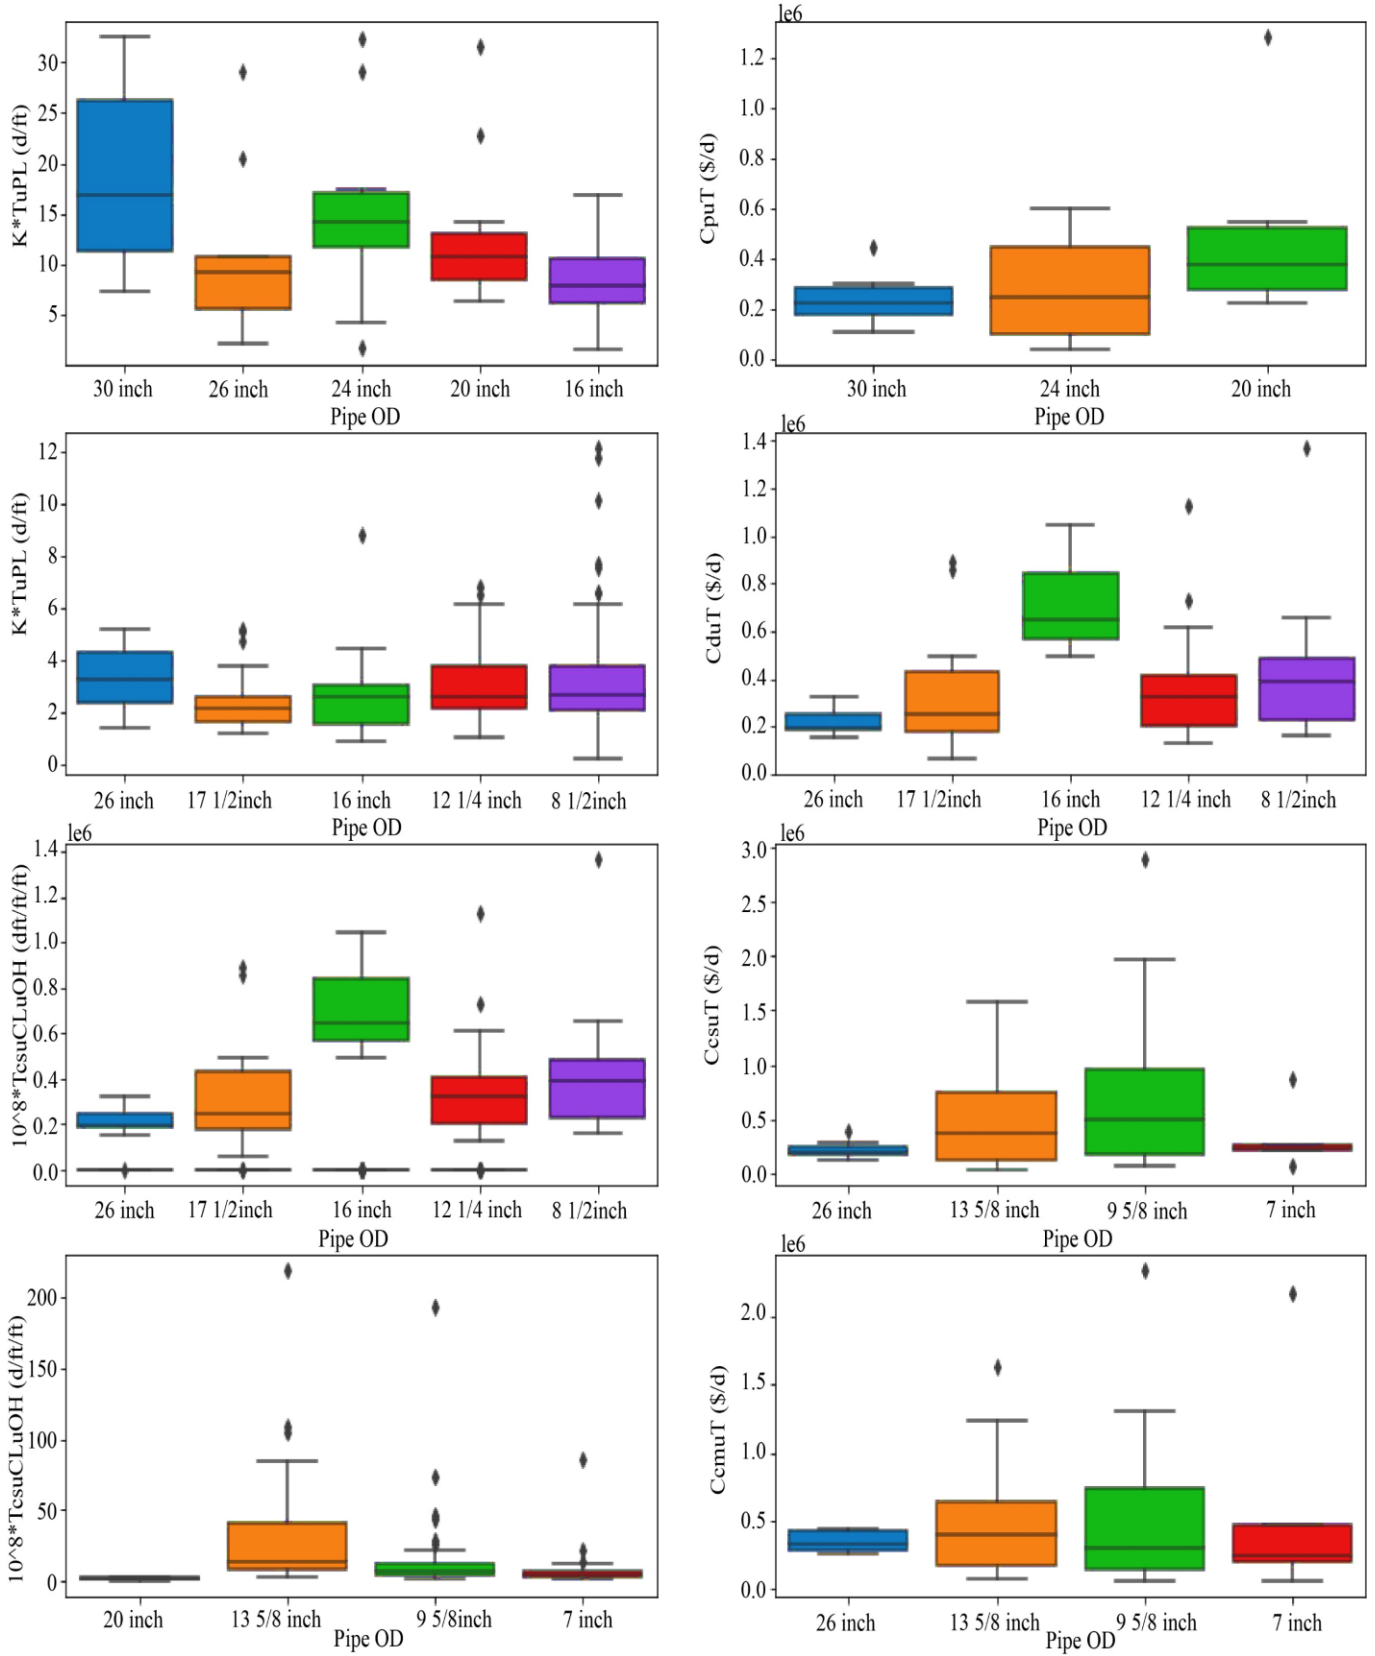 K*TuPL (d/ft)
30
25
20
15
10
5
30 inch
26 inch
24 inch
20 inch
16 inch
Pipe OD
1e6
CpuT ($/d)
1.2
1.0
0.8
0.6
0.4
0.2
0.0
30 inch
24 inch
20 inch
Pipe OD
K*TuPL (d/ft)
12
10
8
6
4
2
0
26 inch
17 1/2inch
16 inch
12 1/4 inch
8 1/2inch
Pipe OD
1e6
CduT ($/d)
1.4
1.2
1.0
0.8
0.6
0.4
0.2
0.0
26 inch
17 1/2inch
16 inch
12 1/4 inch
8 1/2inch
Pipe OD
1e6
10^8*TcsuCLuOH (dft/ft/ft)
1.4
1.2
1.0
0.8
0.6
0.4
0.2
0.0
26 inch
17 1/2inch
16 inch
12 1/4 inch
8 1/2inch
Pipe OD
1e6
CcsuT ($/d)
3.0
2.5
2.0
1.5
1.0
0.5
0.0
26 inch
13 5/8 inch
9 5/8 inch
7 inch
Pipe OD
10^8*TcsuCLuOH (d/ft/ft)
200
150
100
50
0
20 inch
13 5/8 inch
9 5/8inch
7 inch
Pipe OD
1e6
CcmuT ($/d)
2.0
1.5
1.0
0.5
0.0
26 inch
13 5/8 inch
9 5/8 inch
7 inch
Pipe OD